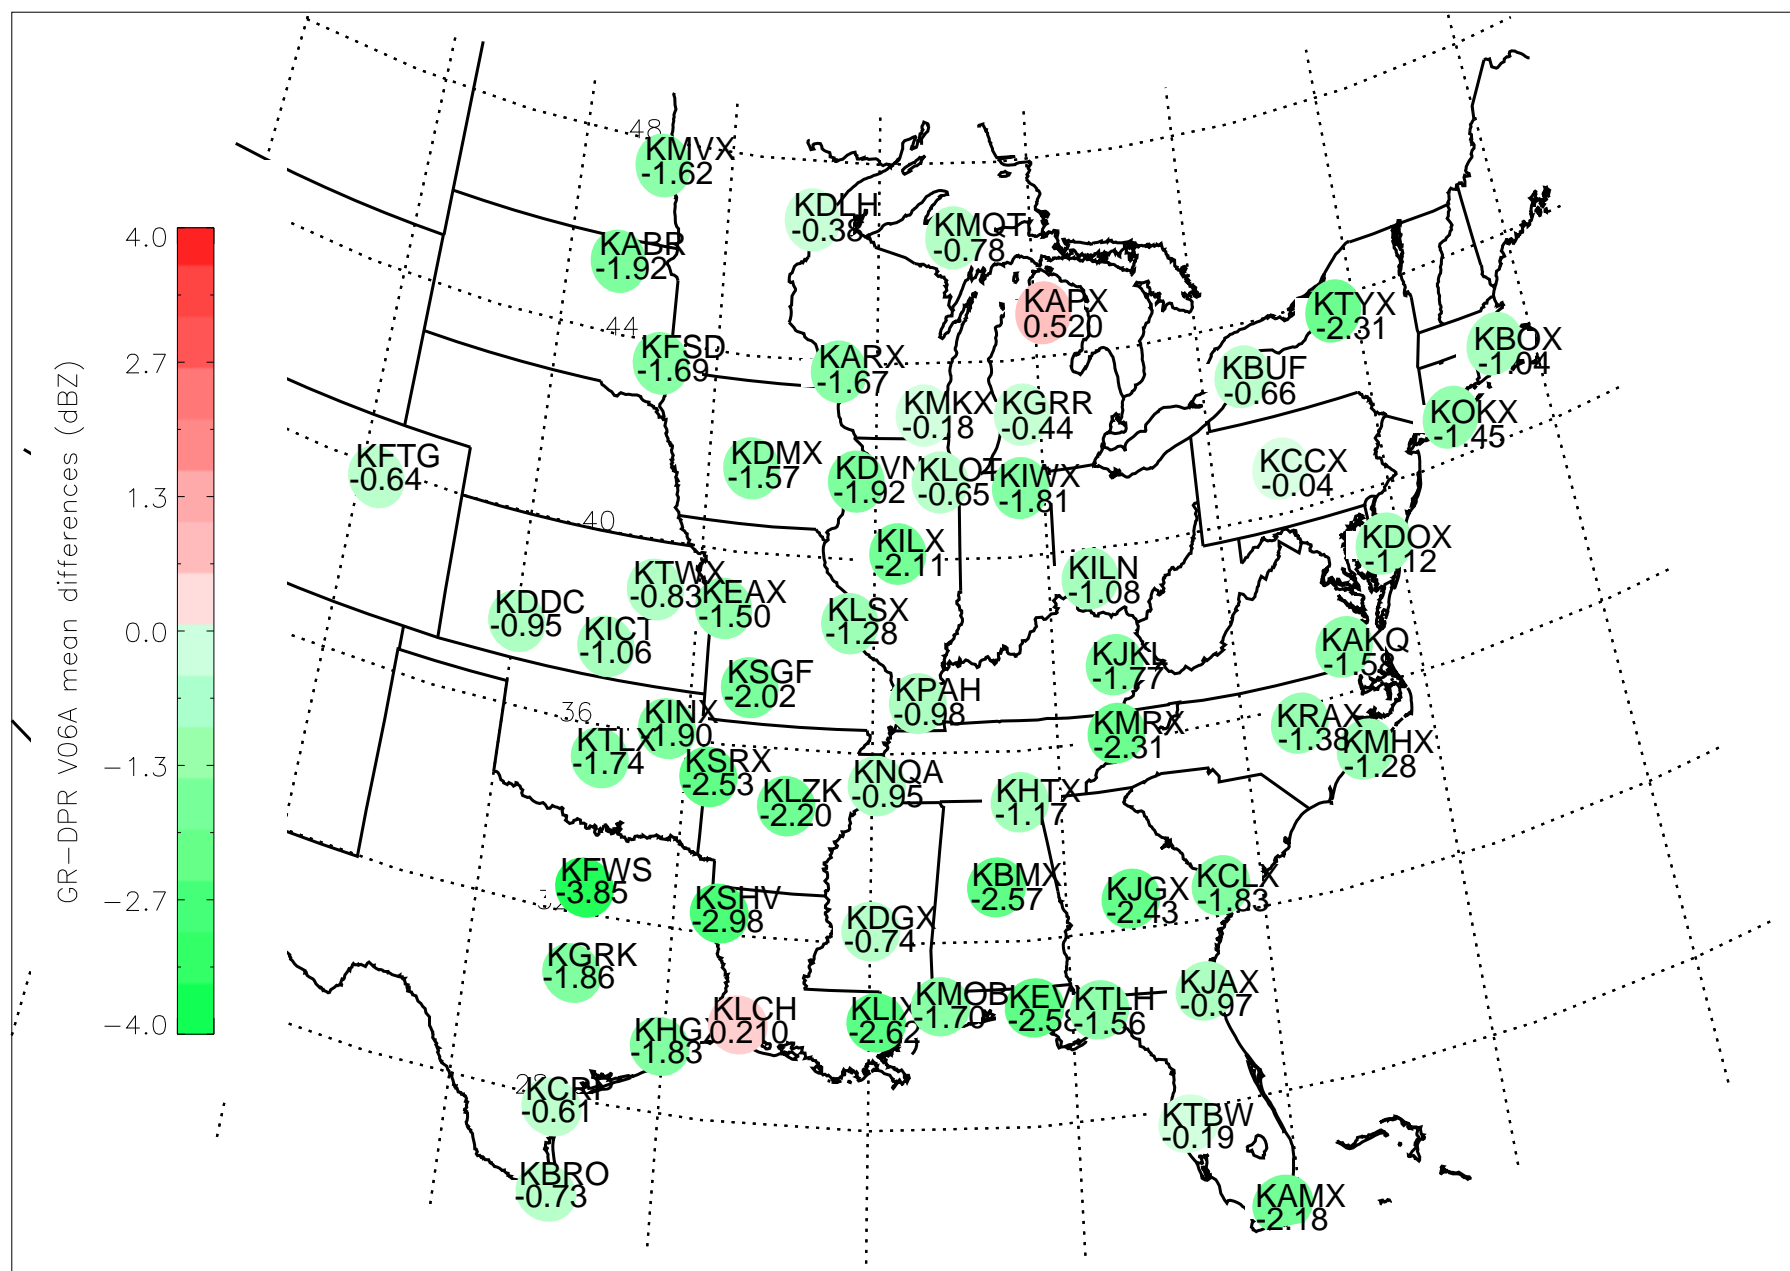 GR-DPR V06A mean differences (dBZ)
4.0
2.7
1.3
0.0
-1.3
-2.7
-4.0
48
44
40
36
28
KMVX
-1.62
KDLH
-0.38
KMQT
-0.78
KABR
-1.92
KAPX
0.520
KTYX
-2.31
KFSD
-1.69
KARX
-1.67
KBUF
-0.66
KBOX
-1.04
KMKX
-0.18
KGRR
-0.44
KOKX
-1.45
KFTG
-0.64
KDMX
-1.57
KDVN
-1.92
KLOT
-0.65
KIWX
-1.81
KCCX
-0.04
KILX
-2.11
KDOX
-1.12
KTWX
-0.83
KEAX
-1.50
KILN
-1.08
KDDC
-0.95
KICT
-1.06
KLSX
-1.28
KJKL
-1.77
KAKQ
-1.58
KSGF
-2.02
KPAH
-0.98
KINX
-1.90
KTLX
-1.74
KMRX
-2.31
KRAX
-1.38
KMHX
-1.28
KSRX
-2.53
KLZK
-2.20
KNQA
-0.95
KHTX
-1.17
KFWS
-3.85
KSHV
-2.98
KBMX
-2.57
KJGX
-2.43
KCLX
-1.83
KDGX
-0.74
KGRK
-1.86
KJAX
-0.97
KHGX
-1.83
KLCH
0.210
KLIX
-2.62
KMOB
-1.70
KEV
-2.58
KTLH
-1.56
KCRP
-0.61
KTBW
-0.19
KBRO
-0.73
KAMX
-2.18